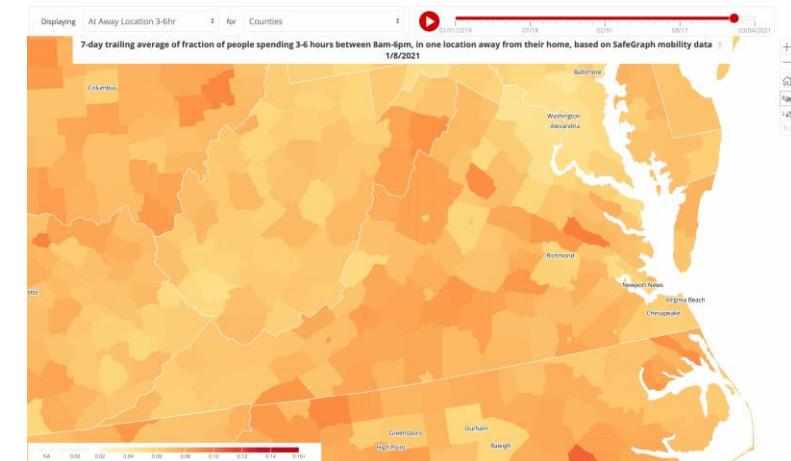 Displaying At Away Location 3-6hr for Counties
01/01/2019 07/18 02/01 08/17 03/04/2021
7-day trailing average of fraction of people spending 3-6 hours between 8am-6pm, in one location away from their home, based on SafeGraph mobility data ?
1/8/2021
Baltimore
Columbus
Washington
Alexandria
Richmond
Newport News
Virginia Beach
Chesapeake
Greensboro
Durham
High Point
Raleigh
NA 0.00 0.02 0.04 0.06 0.08 0.10 0.12 0.14 0.16+